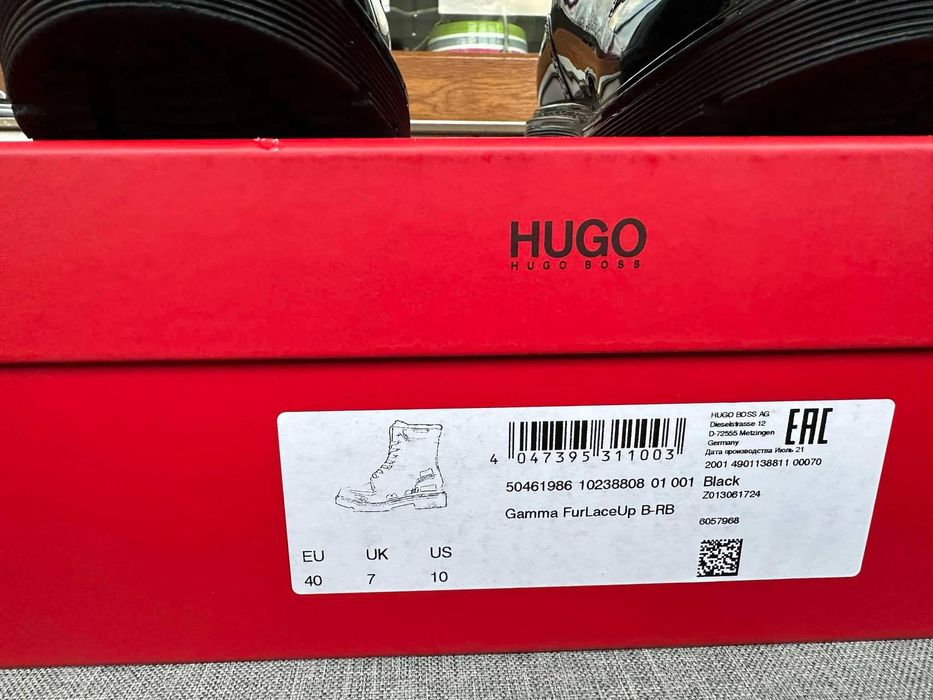 HUGO
HUGO BOSS
4 047395 311003
HUGO BOSS AG
Dieselstrasse 12
D-72555 Metzingen
Germany
Дата производства Июль 21
EAC
2001 4901138811 00070
50461986 10238808 01 001 Black
Z013061724
Gamma FurLaceUp B-RB
6057968
EU UK US
40 7 10